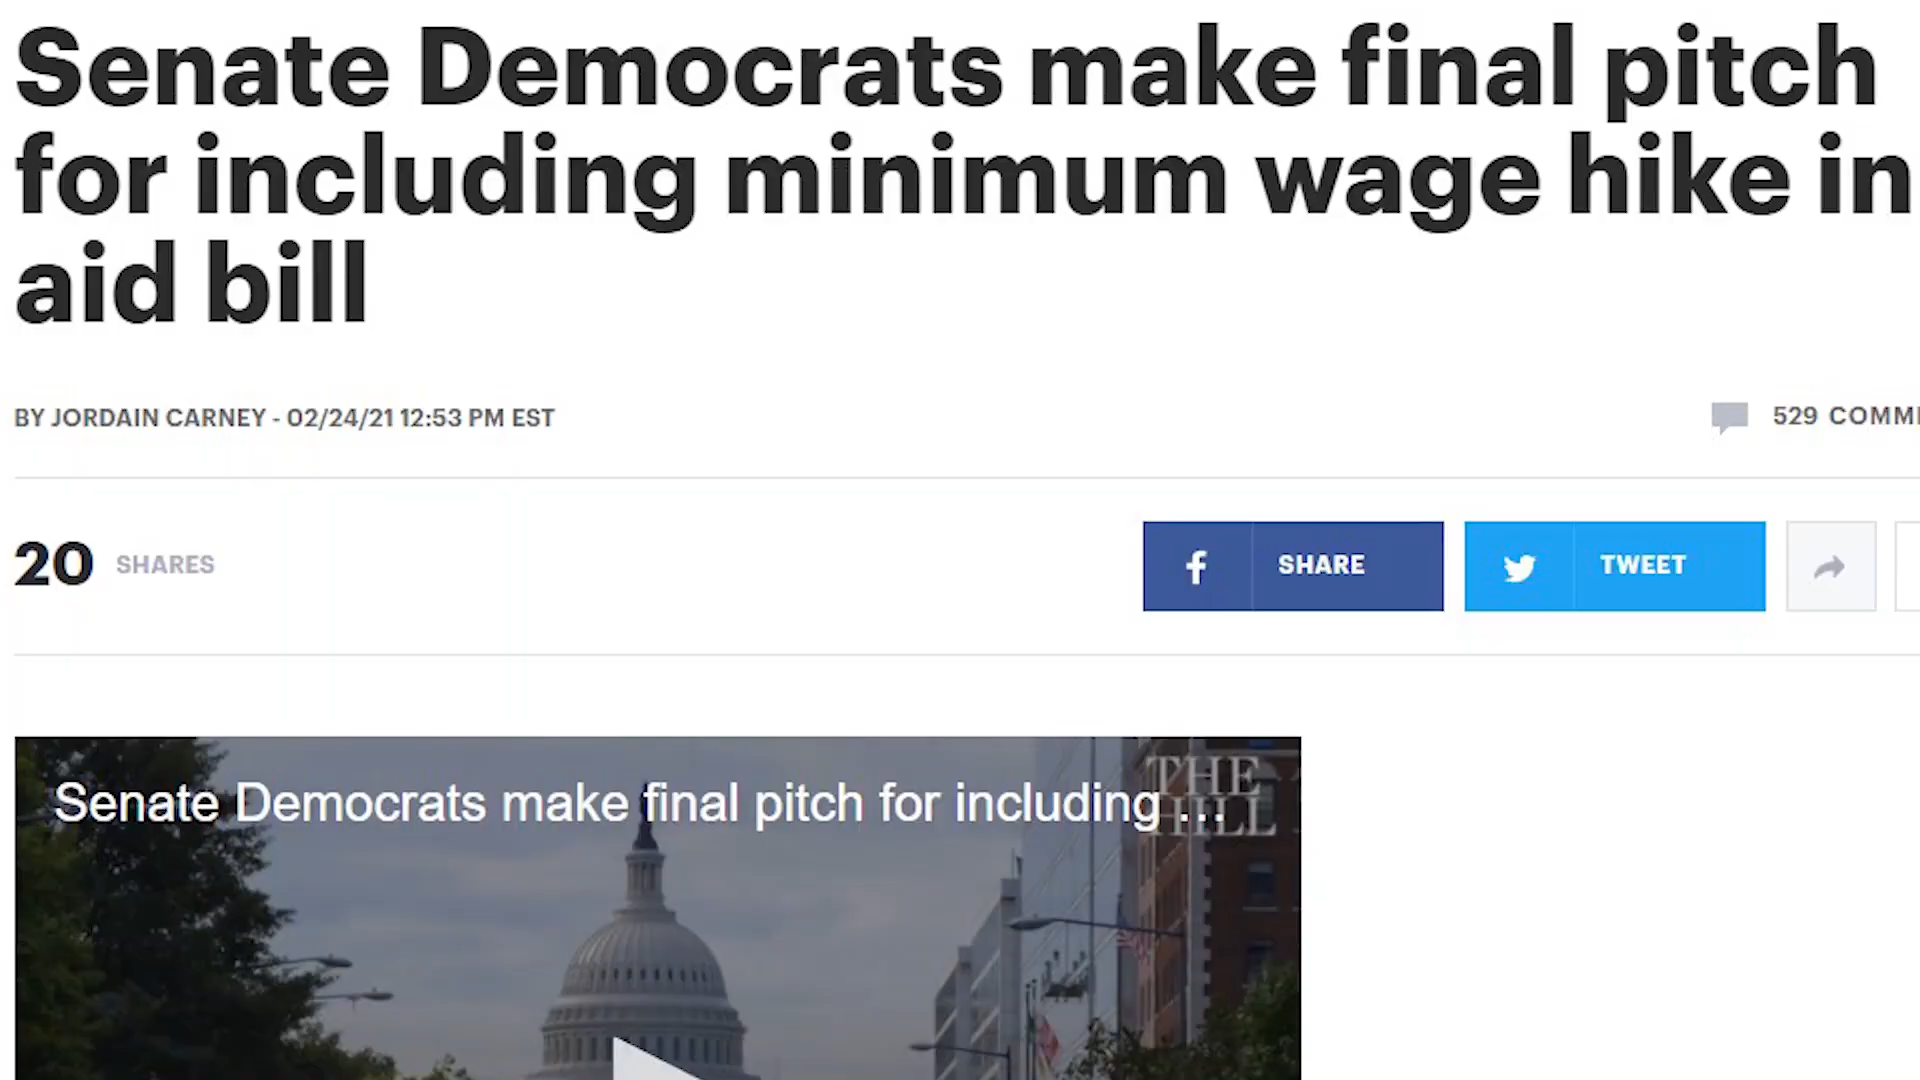 Senate Democrats make final pitch
for including minimum wage hike in
aid bill
BY JORDAIN CARNEY - 02/24/21 12:53 PM EST
529 COMM
20 SHARES
f SHARE
TWEET
Senate Democrats make final pitch for including ...
THE
HILL